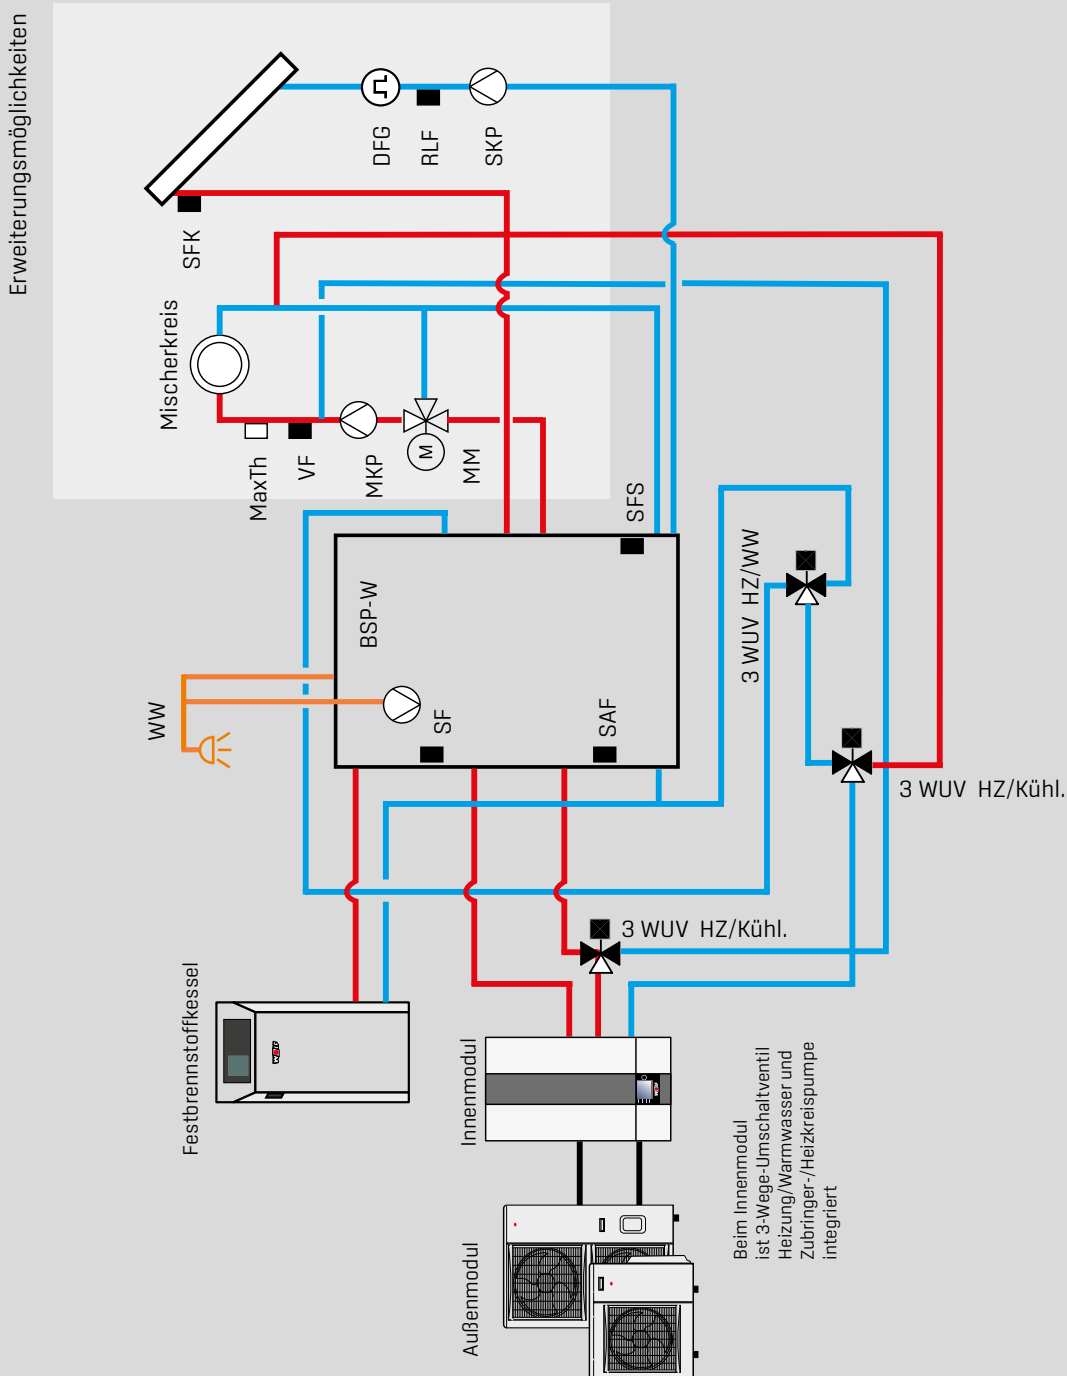 Erweiterungsmöglichkeiten
DFG
RLF
SKP
SFK
Mischerkreis
MaxTh
VF
MKP
M
MM
SFS
BSP-W
3 WUV HZ/WW
WW
SF
SAF
3 WUV HZ/Kühl.
3 WUV HZ/Kühl.
Festbrennstoffkessel
Innenmodul
Außenmodul
Beim Innenmodul
ist 3-Wege-Umschaltventil
Heizung/Warmwasser und
Zubringer-/Heizkreispumpe
integriert